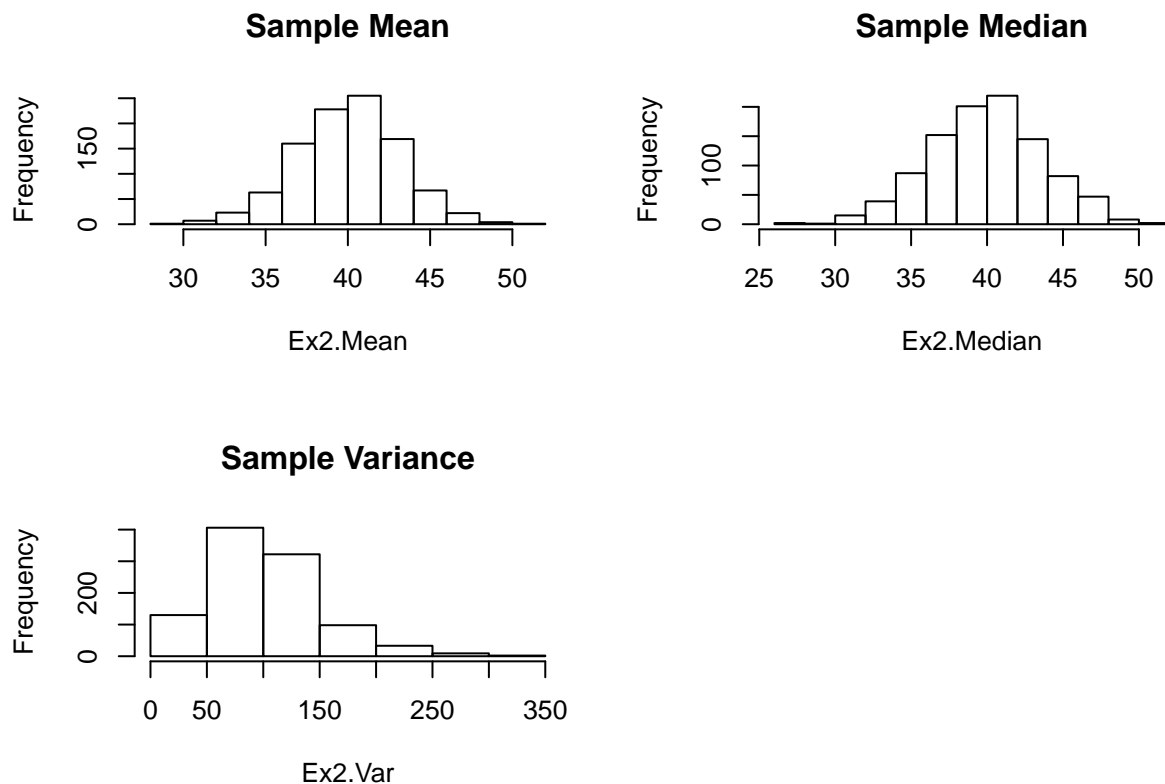 Sample Mean
Frequency
0
150
30 35 40 45 50
Ex2.Mean
Sample Median
Frequency
0
100
25 30 35 40 45 50
Ex2.Median
Sample Variance
Frequency
0
200
0 50 150 250 350
Ex2.Var